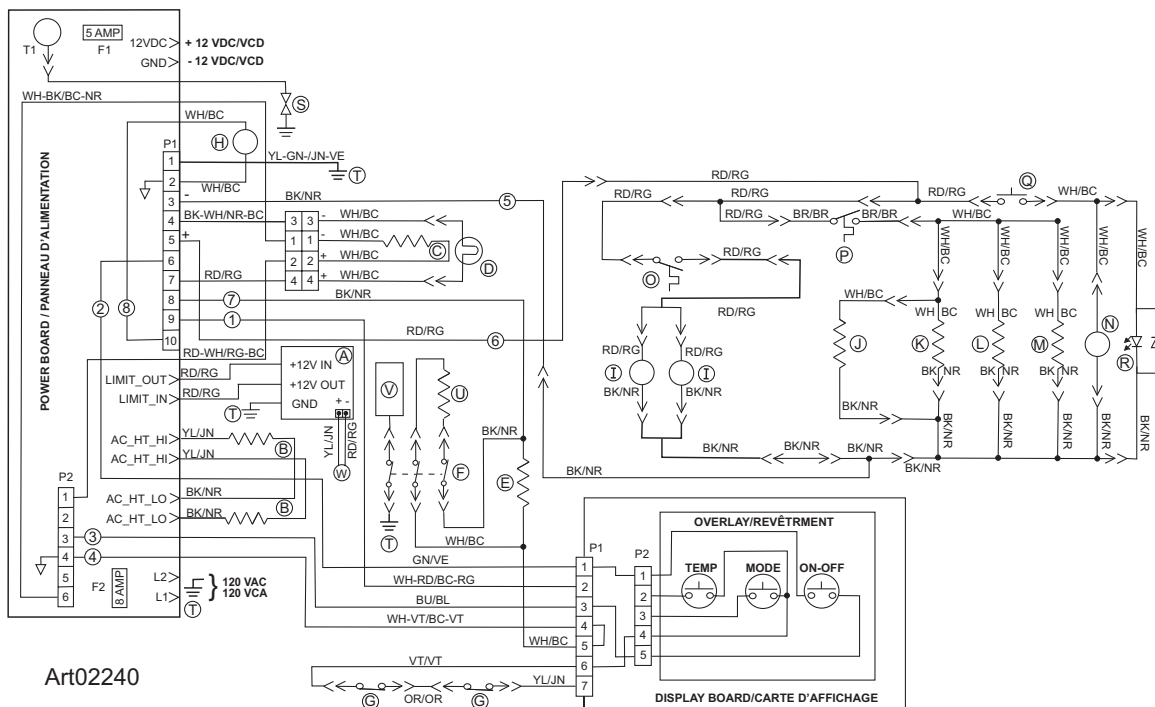 POWER BOARD / PANNEAU D'ALIMENTATION
T1
5 AMP
F1
12VDC
+ 12 VDC/VCD
GND
- 12 VDC/VCD
WH-BK/BC-NR
S
WH/BC
H
P1
1
YL-GN-/JN-VE
T
2
WH/BC
-
3
BK/NR
5
4
BK-WH/NR-BC
3 3
-
WH/BC
+
5
1 1
-
WH/BC
C
D
6
2 2
+
WH/BC
7
RD/RG
4 4
+
WH/BC
2
8
8
7
BK/NR
9
1
RD/RG
6
10
RD-WH/RG-BC
LIMIT_OUT
RD/RG
+12V IN
A
LIMIT_IN
RD/RG
+12V OUT
T
GND
+ -
YL/JN
RD/RG
W
AC_HT_HI
YL/JN
B
AC_HT_HI
YL/JN
AC_HT_LO
BK/NR
B
AC_HT_LO
BK/NR
P2
1
2
3
3
4
4
5
6
F2
8 AMP
L2
L1
T
120 VAC
120 VCA
V
U
F
T
BK/NR
E
WH/BC
GN/VE
WH-RD/BC-RG
BU/BL
WH-VT/BC-VT
WH/BC
VT/VT
YL/JN
G
OR/OR
G
RD/RG
RD/RG
RD/RG
RD/RG
Q
WH/BC
RD/RG
BR/BR
BR/BR
WH/BC
P
O
RD/RG
RD/RG
RD/RG
RD/RG
I
I
BK/NR
BK/NR
WH/BC
WH/BC
WH/BC
WH/BC
WH/BC
WH/BC
J
WH BC
K
BK/NR
WH BC
L
BK/NR
WH BC
M
BK/NR
N
R
Z
BK/NR
BK/NR
BK/NR
BK/NR
BK/NR
BK/NR
BK/NR
BK/NR
BK/NR
BK/NR
P1
1
2
3
4
5
6
7
P2
1
2
3
4
5
OVERLAY/REVÊTRMENT
TEMP
MODE
ON-OFF
DISPLAY BOARD/CARTE D'AFFICHAGE
Art02240